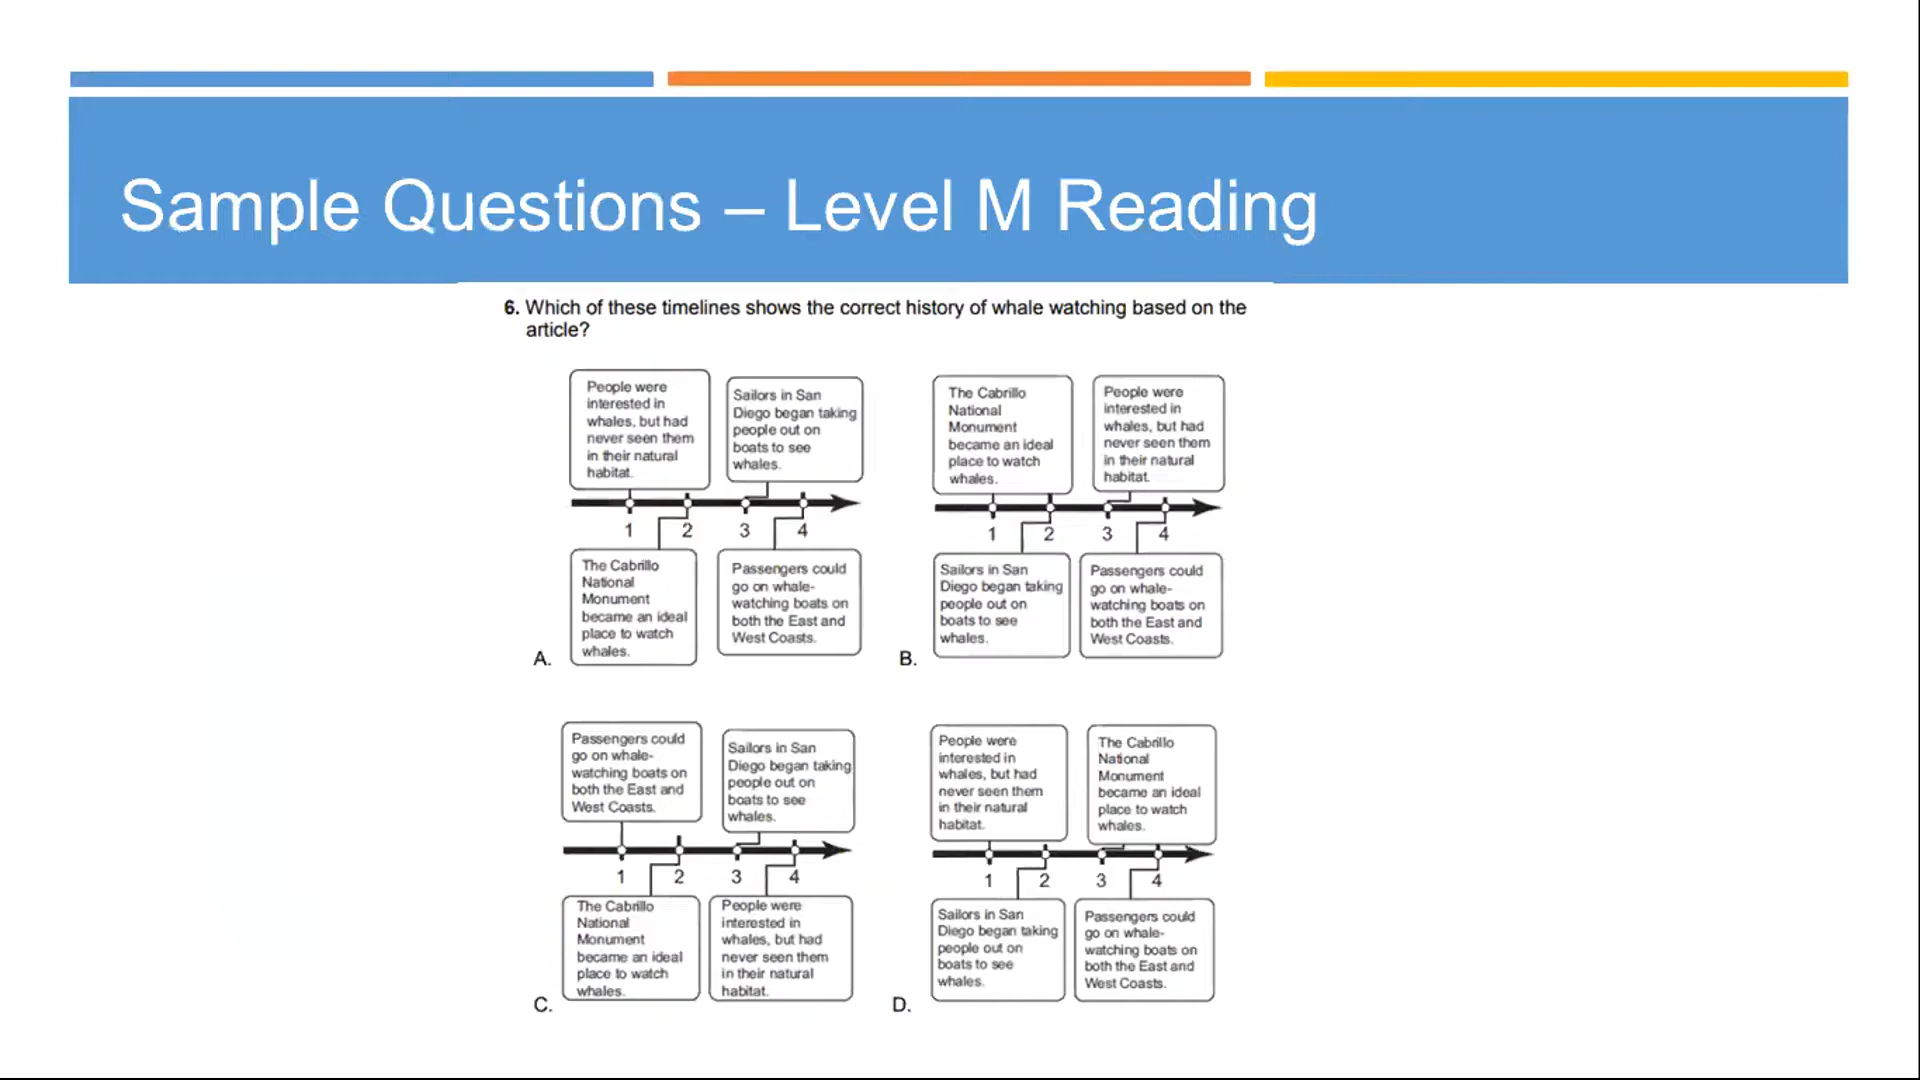 Sample Questions – Level M Reading
6. Which of these timelines shows the correct history of whale watching based on the
article?
People were
interested in
whales, but had
never seen them
in their natural
habitat.
Sailors in San
Diego began taking
people out on
boats to see
whales.
1 2 3 4
The Cabrillo
National
Monument
became an ideal
place to watch
whales.
Passengers could
go on whale-
watching boats on
both the East and
West Coasts.
A.
The Cabrillo
National
Monument
became an ideal
place to watch
whales.
People were
interested in
whales, but had
never seen them
in their natural
habitat.
1 2 3 4
Sailors in San
Diego began taking
people out on
boats to see
whales.
Passengers could
go on whale-
watching boats on
both the East and
West Coasts.
B.
Passengers could
go on whale-
watching boats on
both the East and
West Coasts.
Sailors in San
Diego began taking
people out on
boats to see
whales.
1 2 3 4
The Cabrillo
National
Monument
became an ideal
place to watch
whales.
People were
interested in
whales, but had
never seen them
in their natural
habitat.
C.
People were
interested in
whales, but had
never seen them
in their natural
habitat.
The Cabrillo
National
Monument
became an ideal
place to watch
whales.
1 2 3 4
Sailors in San
Diego began taking
people out on
boats to see
whales.
Passengers could
go on whale-
watching boats on
both the East and
West Coasts.
D.